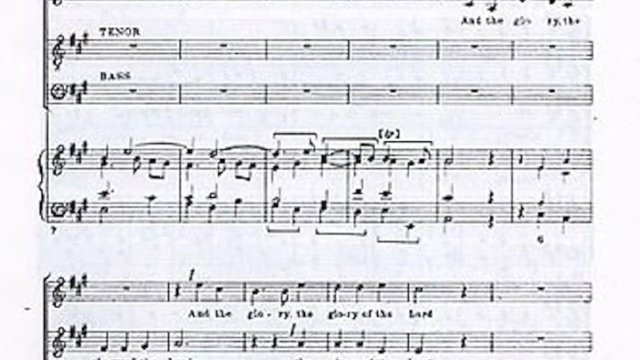 And the glo - ry, the
TENOR
BASS
7
6
And the glo - ry, the glo-ry of the Lord